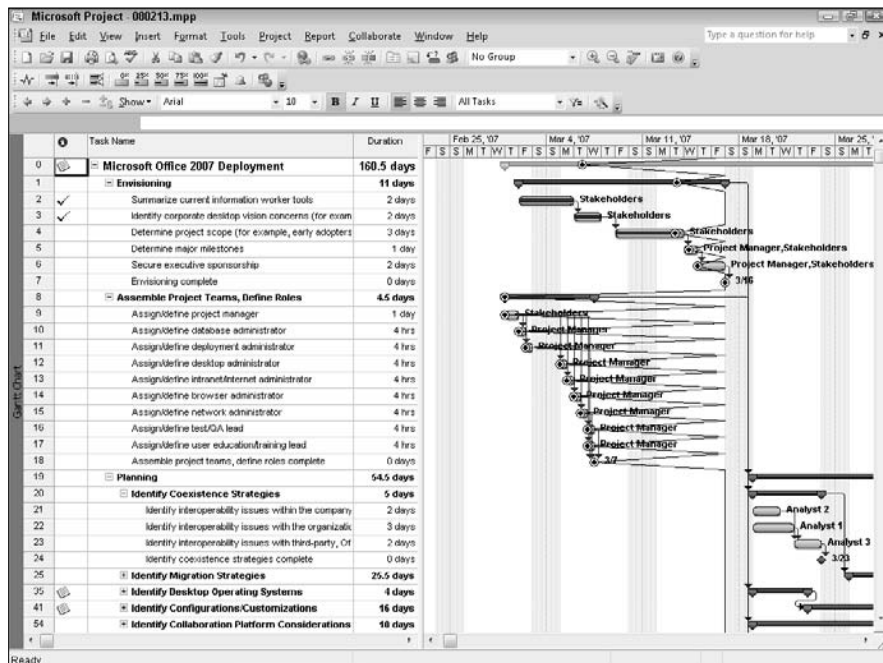 Microsoft Project - 000213.mpp
File Edit View Insert Format Tools Project Report Collaborate Window Help
Type a question for help
No Group
0% 25% 50% 75% 100%
Show Arial 10 B I U All Tasks
Task Name Duration
Feb 25, '07 Mar 4, '07 Mar 11, '07 Mar 18, '07 Mar 25, '
F S S M T W T F S S M T W T F S S M T W T F S S M T W T F S S M T
0 Microsoft Office 2007 Deployment 160.5 days
1 Envisioning 11 days
2 Summarize current information worker tools 2 days Stakeholders
3 Identify corporate desktop vision concerns (for exam 2 days Stakeholders
4 Determine project scope (for example, early adopters 3 days Stakeholders
5 Determine major milestones 1 day Project Manager,Stakeholders
6 Secure executive sponsorship 2 days Project Manager,Stakeholders
7 Envisioning complete 0 days 3/16
8 Assemble Project Teams, Define Roles 4.5 days
9 Assign/define project manager 1 day Stakeholders
10 Assign/define database administrator 4 hrs Project Manager
11 Assign/define deployment administrator 4 hrs Project Manager
12 Assign/define desktop administrator 4 hrs Project Manager
13 Assign/define intranet/Internet administrator 4 hrs Project Manager
14 Assign/define browser administrator 4 hrs Project Manager
15 Assign/define network administrator 4 hrs Project Manager
16 Assign/define test/QA lead 4 hrs Project Manager
17 Assign/define user education/training lead 4 hrs Project Manager
18 Assemble project teams, define roles complete 0 days 3/7
19 Planning 54.5 days
20 Identify Coexistence Strategies 5 days
21 Identify interoperability issues within the company 2 days Analyst 2
22 Identify interoperability issues with the organizatic 3 days Analyst 1
23 Identify interoperability issues with third-party, Of 2 days Analyst 3
24 Identify coexistence strategies complete 0 days 3/23
25 Identify Migration Strategies 25.5 days
35 Identify Desktop Operating Systems 4 days
41 Identify Configurations/Customizations 16 days
54 Identify Collaboration Platform Considerations 10 days
Gantt Chart
Ready